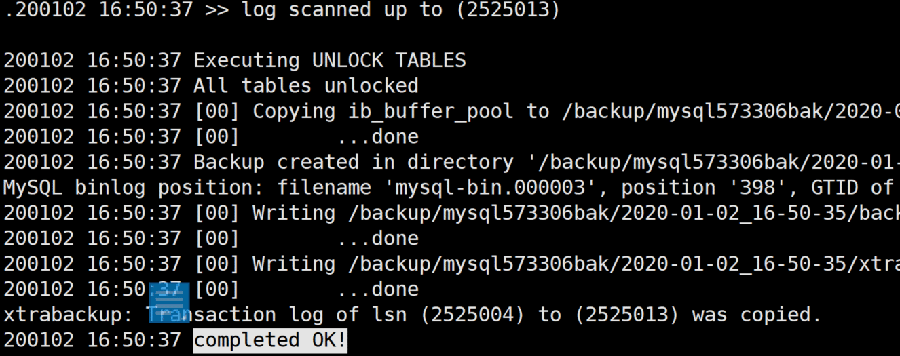 .200102 16:50:37 >> log scanned up to (2525013)
200102 16:50:37 Executing UNLOCK TABLES
200102 16:50:37 All tables unlocked
200102 16:50:37 [00] Copying ib_buffer_pool to /backup/mysql573306bak/2020-0
200102 16:50:37 [00]        ...done
200102 16:50:37 Backup created in directory '/backup/mysql573306bak/2020-01-
MySQL binlog position: filename 'mysql-bin.000003', position '398', GTID of
200102 16:50:37 [00] Writing /backup/mysql573306bak/2020-01-02_16-50-35/back
200102 16:50:37 [00]        ...done
200102 16:50:37 [00] Writing /backup/mysql573306bak/2020-01-02_16-50-35/xtra
200102 16:50:37 [00]        ...done
xtrabackup: Transaction log of lsn (2525004) to (2525013) was copied.
200102 16:50:37 completed OK!